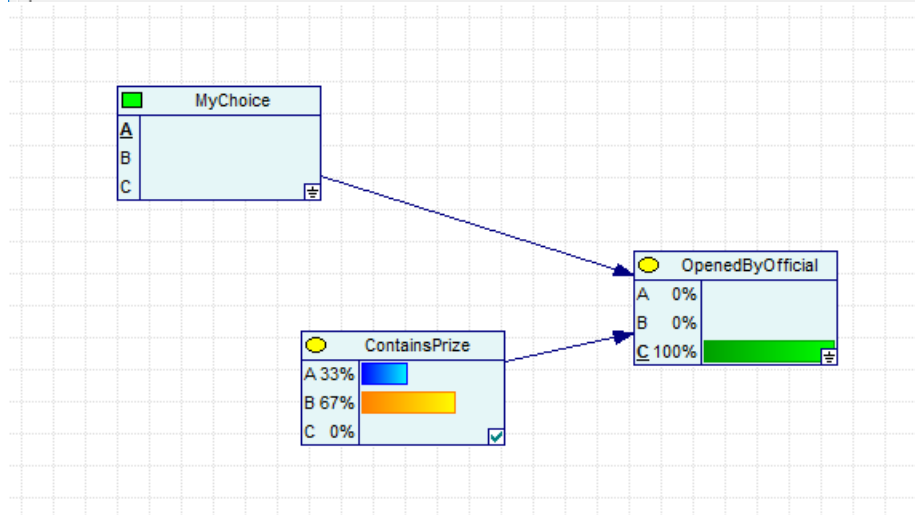 MyChoice
A
B
C
OpenedByOfficial
A 0%
B 0%
C 100%
ContainsPrize
A 33%
B 67%
C 0%